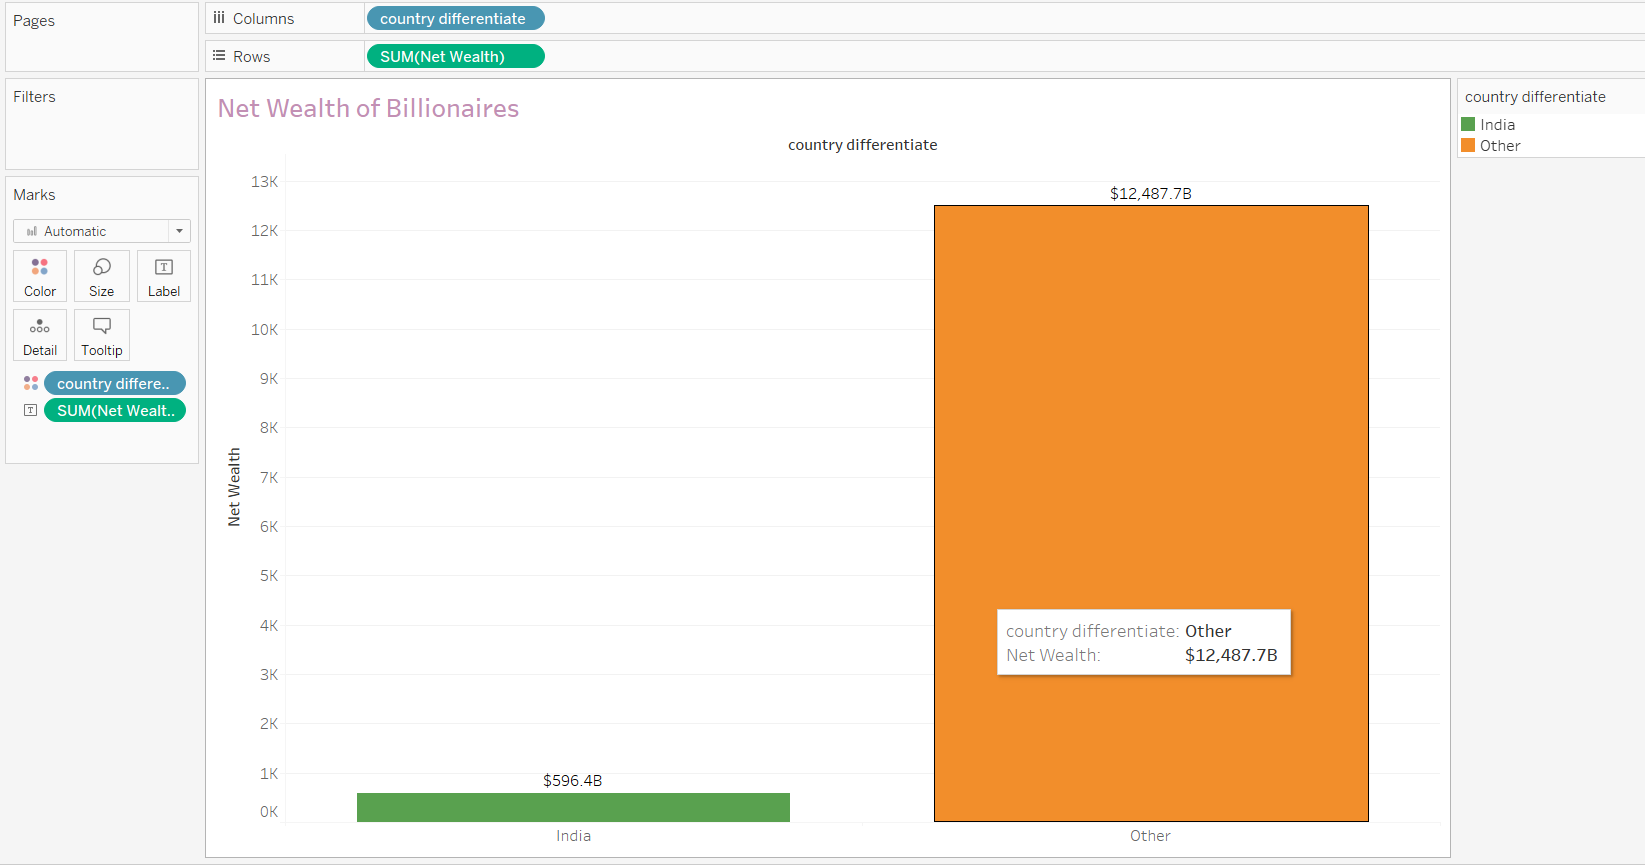 Pages
Columns
country differentiate
Rows
SUM(Net Wealth)
Filters
Marks
Automatic
Color
Size
Label
Detail
Tooltip
country differe..
SUM(Net Wealt..
Net Wealth of Billionaires
country differentiate
Net Wealth
13K
12K
11K
10K
9K
8K
7K
6K
5K
4K
3K
2K
1K
0K
$596.4B
$12,487.7B
country differentiate: Other
Net Wealth: $12,487.7B
India
Other
country differentiate
India
Other